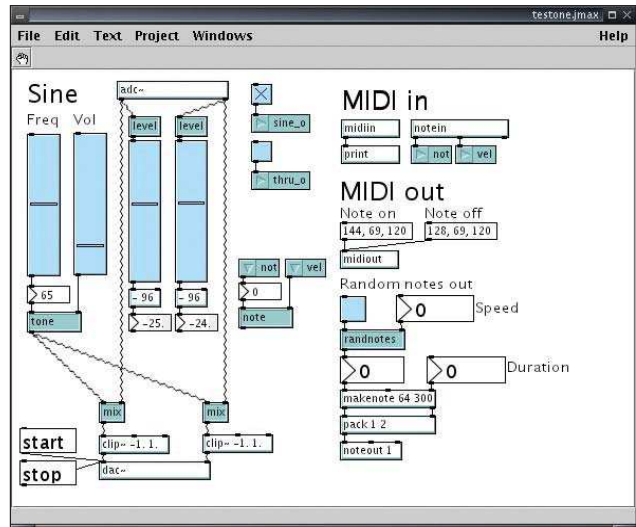 testone.jmax
File Edit Text Project Windows Help
Sine
Freq Vol
adc~
level level
sine_o
thru_o
65
tone
- 96 - 96
-25. -24.
not vel
0
note
mix mix
clip~ -1. 1. clip~ -1. 1.
start
stop
dac~
MIDI in
midiin notein
print not vel
MIDI out
Note on Note off
144, 69, 120 128, 69, 120
midiout
Random notes out
0 Speed
randnotes
0 0 Duration
makenote 64 300
pack 1 2
noteout 1